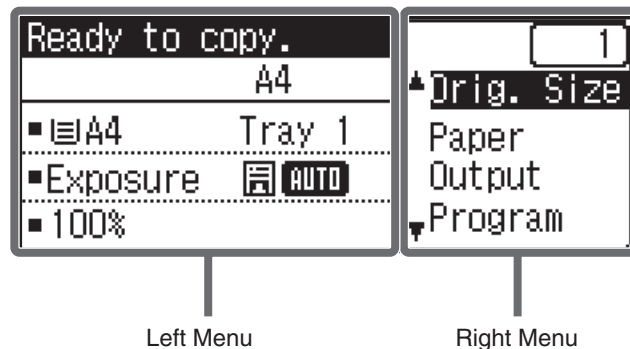 Ready to copy.
A4
A4 Tray 1
Exposure AUTO
100%
1
Orig. Size
Paper
Output
Program
Left Menu
Right Menu